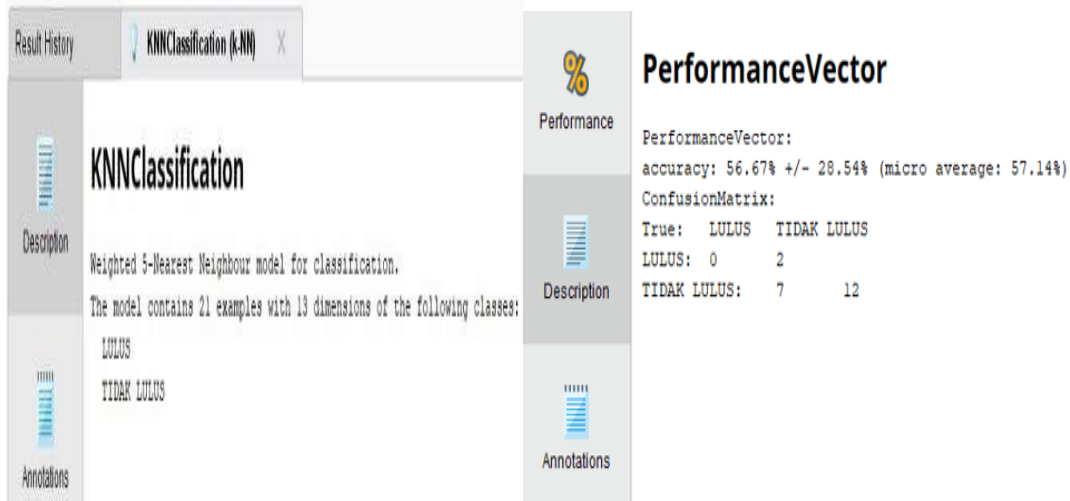 Result History
KNNClassification (k-NN)
KNNClassification
Description
Weighted 5-Nearest Neighbour model for classification.
The model contains 21 examples with 13 dimensions of the following classes:
LULUS
TIDAK LULUS
Annotations
%
Performance
PerformanceVector
PerformanceVector:
accuracy: 56.67% +/- 28.54% (micro average: 57.14%)
ConfusionMatrix:
True: LULUS TIDAK LULUS
LULUS: 0 2
TIDAK LULUS: 7 12
Description
Annotations